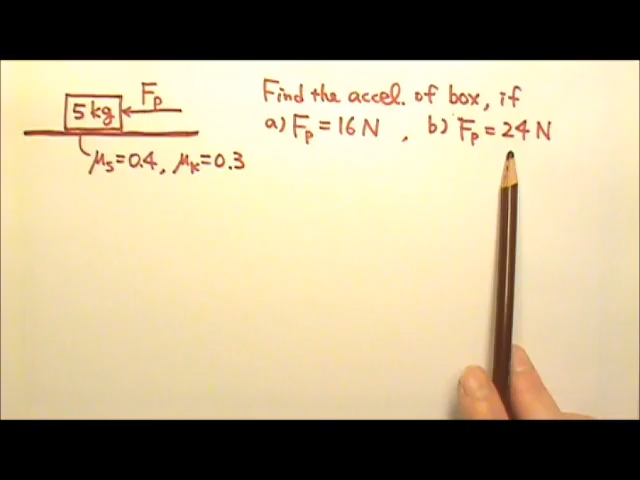 Find the accel. of box, if
a) Fp = 16 N , b) Fp = 24 N
Fp
5 kg
μs = 0.4, μk = 0.3